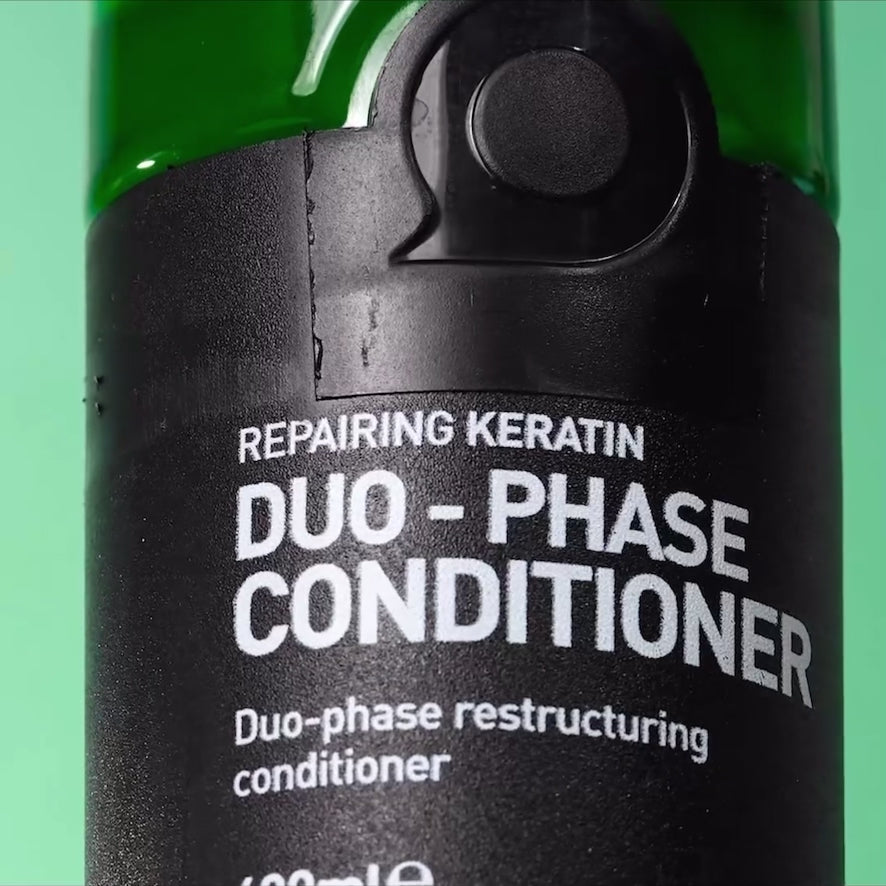 REPAIRING KERATIN
DUO - PHASE
CONDITIONER
Duo-phase restructuring
conditioner